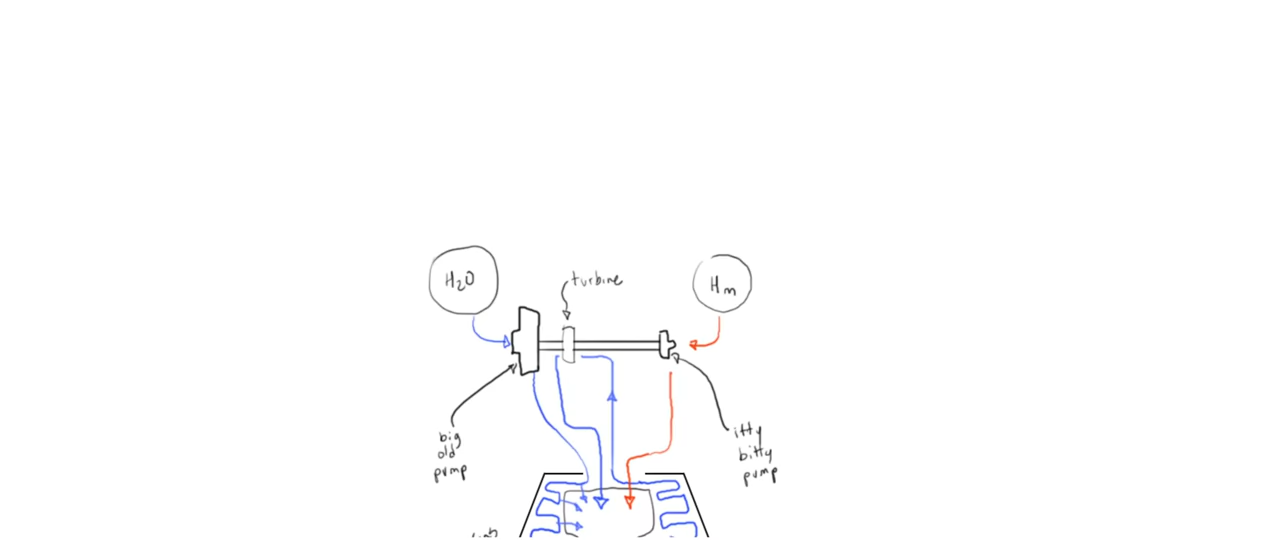 H2O
turbine
Hm
big
old
pump
itty
bitty
pump